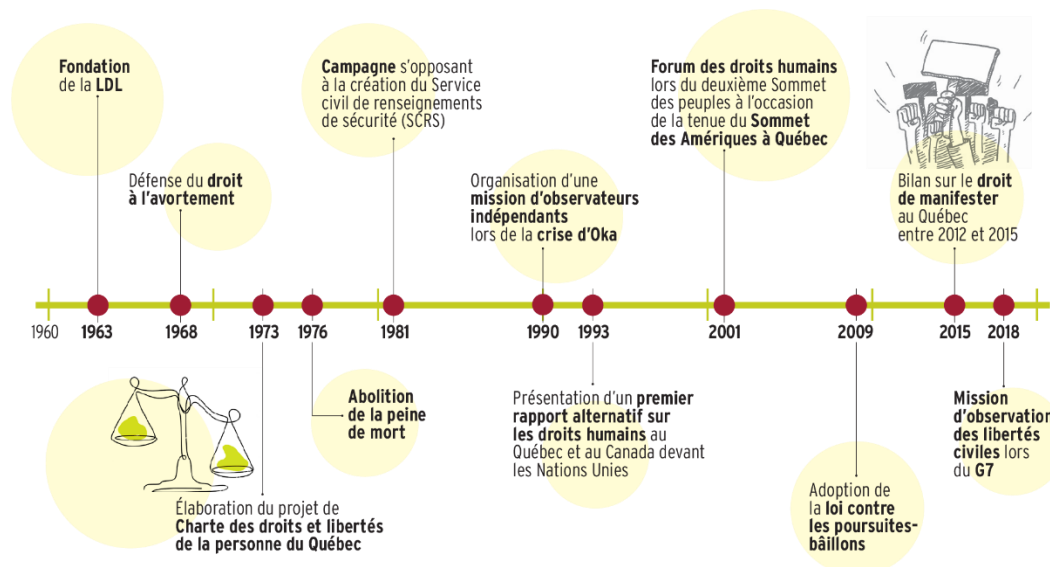 Fondation
de la LDL
Campagne s'opposant
à la création du Service
civil de renseignements
de sécurité (SCRS)
Forum des droits humains
lors du deuxième Sommet
des peuples à l'occasion
de la tenue du Sommet
des Amériques à Québec
Défense du droit
à l'avortement
Organisation d'une
mission d'observateurs
indépendants
lors de la crise d'Oka
Bilan sur le droit
de manifester
au Québec
entre 2012 et 2015
1960 1963 1968 1973 1976 1981 1990 1993 2001 2009 2015 2018
Abolition
de la peine
de mort
Présentation d'un premier
rapport alternatif sur
les droits humains au
Québec et au Canada devant
les Nations Unies
Mission
d'observation
des libertés
civiles lors
du G7
Élaboration du projet de
Charte des droits et libertés
de la personne du Québec
Adoption de
la loi contre
les poursuites-
bâillons